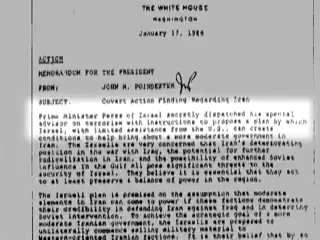 THE WHITE HOUSE
WASHINGTON
January 17, 1986
ACTION
MEMORANDUM FOR THE PRESIDENT
FROM: JOHN M. POINDEXTER
SUBJECT: Covert Action Finding Regarding Iran
Prime Minister Peres of Israel secretly dispatched his special
advisor on terrorism with instructions to propose a plan by which
Israel, with limited assistance from the U.S., can create
conditions to help bring about a more moderate government in
Iran. The Israelis are very concerned that Iran's deteriorating
position in the war with Iraq, the potential for further
radicalization in Iran, and the possibility of enhanced Soviet
influence in the Gulf all pose significant threats to the
security of Israel. They believe it is essential that they act
to at least preserve a balance of power in the region.
The Israeli plan is premised on the assumption that moderate
elements in Iran can come to power if these factions demonstrate
their credibility in defending Iran against Iraq and in deterring
Soviet intervention. To achieve the strategic goal of a more
moderate Iranian government, the Israelis are prepared to
unilaterally commence selling military material to
Western-oriented Iranian factions. It is their belief that by so